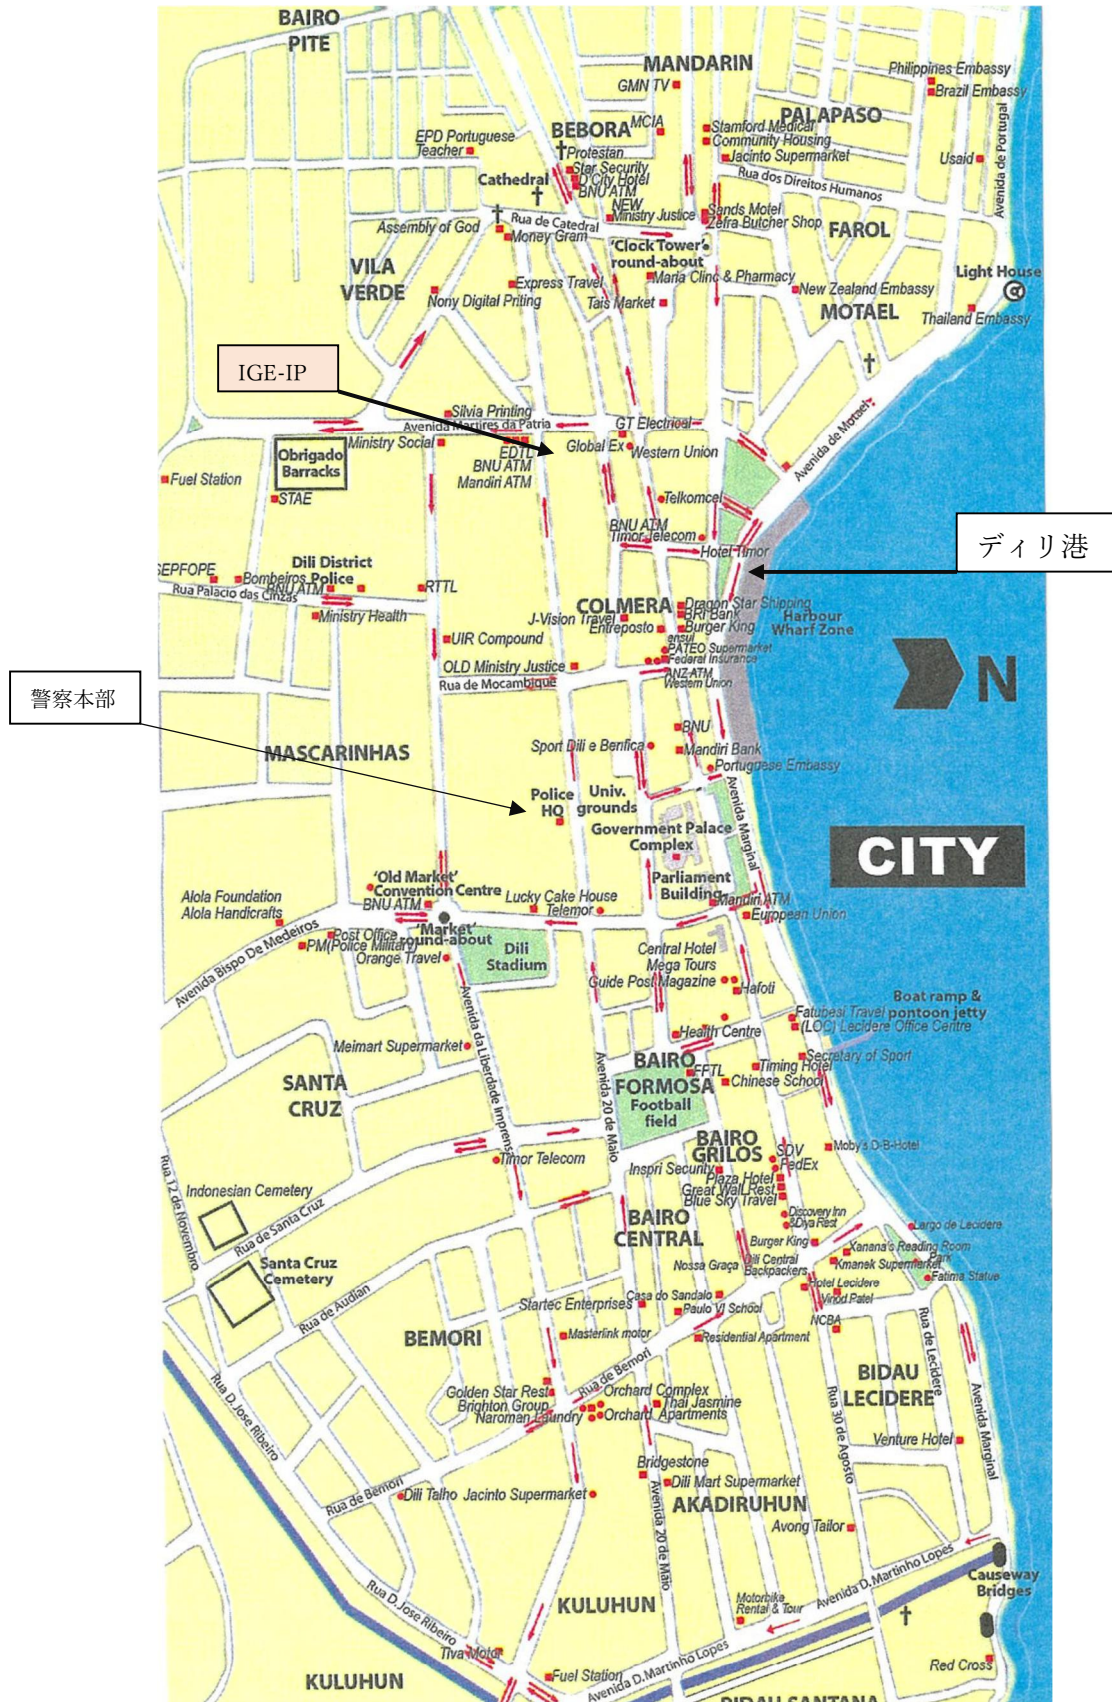 BAIRO
PITE
MANDARIN
GMN TV
Philippines Embassy
Brazil Embassy
PALAPASO
MCIA
BEBORA
Stamford Medical
Community Housing
EPD Portuguese
Teacher
Protestan
Jacinto Supermarket
Usaid
Avenida de Portugal
Star Security
D'City Hotel
BNU ATM
Cathedral
Rua dos Direitos Humanos
NEW
Ministry Justice
Sands Motel
Zefra Butcher Shop
Rua de Catedral
Assembly of God
Money Gram
FAROL
'Clock Tower'
round-about
VILA
VERDE
Light House
Maria Clinc & Pharmacy
Express Travel
New Zealand Embassy
Nony Digital Priting
Tais Market
MOTAEL
Thailand Embassy
IGE-IP
Silvia Printing
Avenida Martires da Patria
GT Electrical
Avenida de Motael
Ministry Social
EDTL
BNU ATM
Mandiri ATM
Global Ex
Western Union
Obrigado
Barracks
Fuel Station
STAE
Telkomcel
BNU ATM
Timor Telecom
Hotel Timor
ディリ港
Dili District
Police
SEPFOPE
Bombeiros
BNU ATM
RTTL
Rua Palacio das Cinzas
Ministry Health
COLMERA
Dragon Star Shipping
BRI Bank
Burger King
J-Vision Travel
Entreposto
Harbour
Wharf Zone
UIR Compound
ensul
PATEO Supermarket
Federal Insurance
OLD Ministry Justice
ANZ ATM
Western Union
Rua de Mocambique
N
警察本部
BNU
MASCARINHAS
Sport Dili e Benfica
Mandiri Bank
Portuguese Embassy
Police
HQ
Univ.
grounds
Avenida Marginal
Government Palace
Complex
CITY
'Old Market'
Convention Centre
BNU ATM
Parliament
Building
Mandiri ATM
European Union
Alola Foundation
Alola Handicrafts
Lucky Cake House
Telemor
Post Office
PM(Police Military)
'Market'
round-about
Orange Travel
Dili
Stadium
Central Hotel
Mega Tours
Guide Post Magazine
Hafoti
Avenida Bispo De Medeiros
Avenida da Liberdade Imprensa
Boat ramp &
pontoon jetty
Fatubesi Travel
(LOC) Lecidere Office Centre
Health Centre
Meimart Supermarket
Secretary of Sport
BAIRO
FORMOSA
Football
field
FFTL
Timing Hotel
Chinese School
SANTA
CRUZ
Avenida 20 de Maio
BAIRO
GRILOS
Moby's D-B-Hotel
SDV
FedEx
Timor Telecom
Inspri Security
Plaza Hotel
Great Wall Rest
Blue Sky Travel
Rua 12 de Novembro
Indonesian Cemetery
Rua de Santa Cruz
BAIRO
CENTRAL
Discovery Inn
&Diya Rest
Largo de Lecidere
Burger King
Xanana's Reading Room
Park
Kmanek Supermarket
Fatima Statue
Nossa Graça
Dili Central
Backpackers
Santa Cruz
Cemetery
Hotel Lecidere
Vinod Patel
Casa do Sandalo
Startec Enterprises
Paulo VI School
NCBA
Rua de Audian
BEMORI
Masterlink motor
Residential Apartment
Rua de Lecidere
Rua de Bemori
BIDAU
LECIDERE
Rua D. Jose Ribeiro
Golden Star Rest
Brighton Group
Naroman Laundry
Orchard Complex
Thai Jasmine
Orchard Apartments
Rua 30 de Agosto
Avenida Marginal
Venture Hotel
Bridgestone
Dili Mart Supermarket
Rua de Bemori
Dili Talho
Jacinto Supermarket
AKADIRUHUN
Avong Tailor
Avenida 20 de Maio
Avenida D. Martinho Lopes
Causeway
Bridges
Rua D. Jose Ribeiro
KULUHUN
Motorbike
Rental & Tour
Tiva Motor
Avenida D. Martinho Lopes
Red Cross
KULUHUN
Fuel Station
BIDAU SANTANA